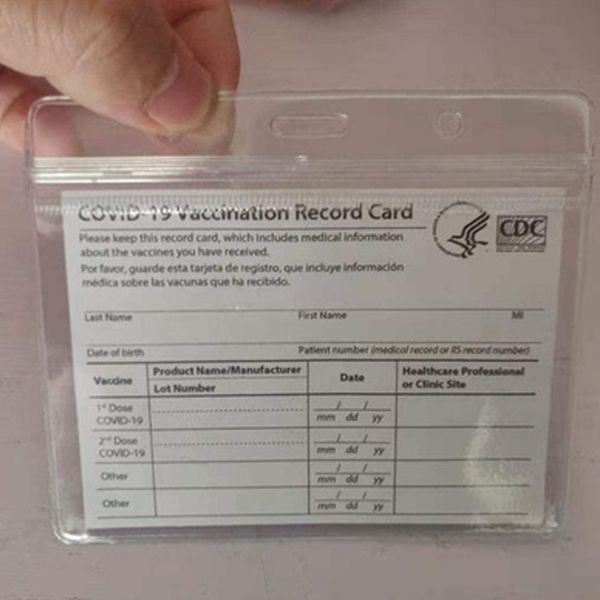 COVID-19 Vaccination Record Card
Please keep this record card, which includes medical information
about the vaccines you have received.
Por favor, guarde esta tarjeta de registro, que incluye información
médica sobre las vacunas que ha recibido.
CDC
Last Name First Name MI
Date of birth Patient number (medical record or IIS record number)
Vaccine
Product Name/Manufacturer
Lot Number
Date
Healthcare Professional
or Clinic Site
1st Dose
COVID-19
/ /
mm dd yy
2nd Dose
COVID-19
/ /
mm dd yy
Other
/ /
mm dd yy
Other
/ /
mm dd yy